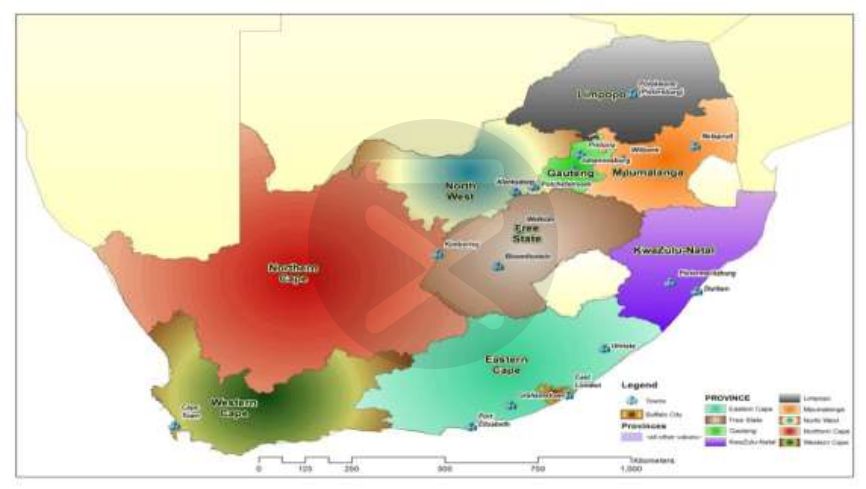 Polokwane
(Pietersburg)
Limpopo
Nelspruit
Pretoria
Witbank
Johannesburg
Gauteng
Mpumalanga
Klerksdorp
Potchefstroom
North
West
Welkom
Free
State
KwaZulu-Natal
Kimberley
Bloemfontein
Northern
Cape
Pietermaritzburg
Durban
Umtata
Eastern
Cape
East
London
Western
Cape
Cape
Town
Port
Elizabeth
Legend
Towns
Buffalo City
Provinces
<all other values>
PROVINCE
Eastern Cape
Free State
Gauteng
KwaZulu-Natal
Limpopo
Mpumalanga
North West
Northern Cape
Western Cape
Kilometers
0 125 250 500 750 1,000